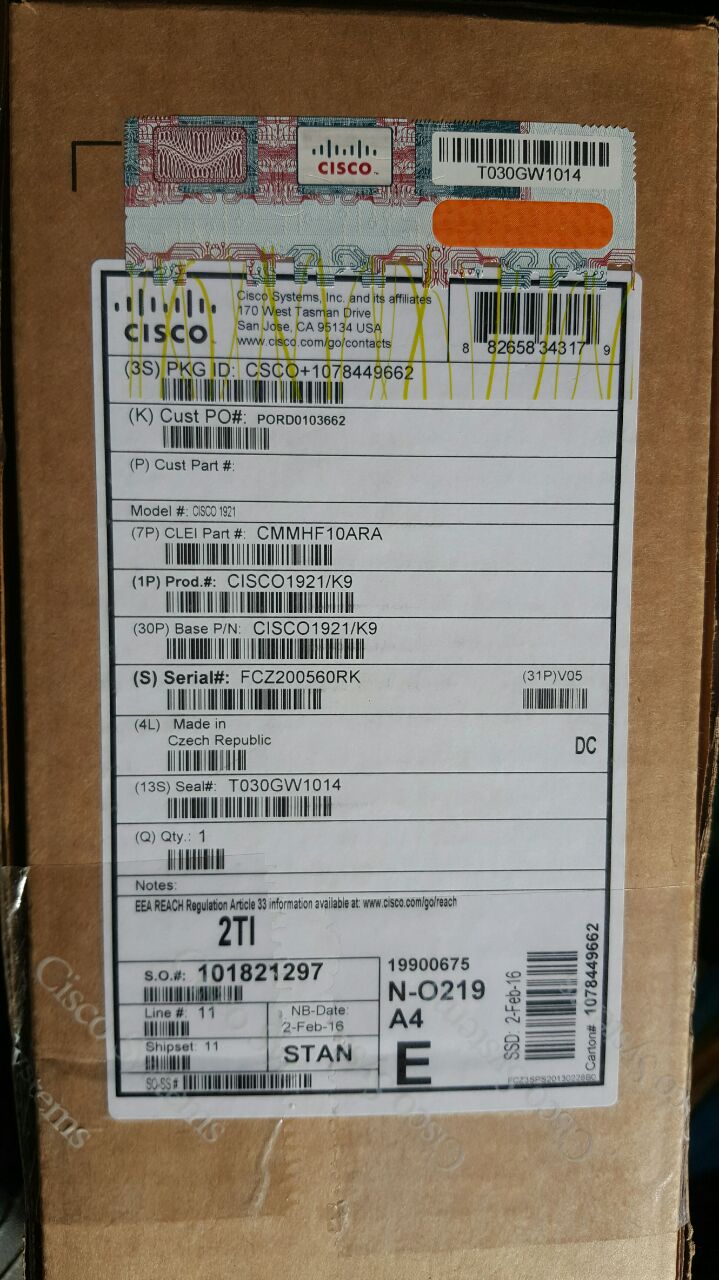 CISCO
T030GW1014
CISCO
Cisco Systems, Inc. and its affiliates
170 West Tasman Drive
San Jose, CA 95134 USA
www.cisco.com/go/contacts
8 82658 34317 9
(3S) PKG ID: CSCO+1078449662
(K) Cust PO#: PORD0103662
(P) Cust Part #:
Model #: CISCO 1921
(7P) CLEI Part #: CMMHF10ARA
(1P) Prod.#: CISCO1921/K9
(30P) Base P/N: CISCO1921/K9
(S) Serial#: FCZ200560RK
(31P)V05
(4L) Made in
Czech Republic
DC
(13S) Seal#: T030GW1014
(Q) Qty.: 1
Notes:
EEA REACH Regulation Article 33 information available at: www.cisco.com/go/reach
2TI
S.O.#: 101821297
Line #: 11
NB-Date:
2-Feb-16
Shipset: 11
STAN
SO-SS#
19900675
N-O219
A4
E
SSD: 2-Feb-16
Carton# 1078449662
Cisco Systems
Cisco